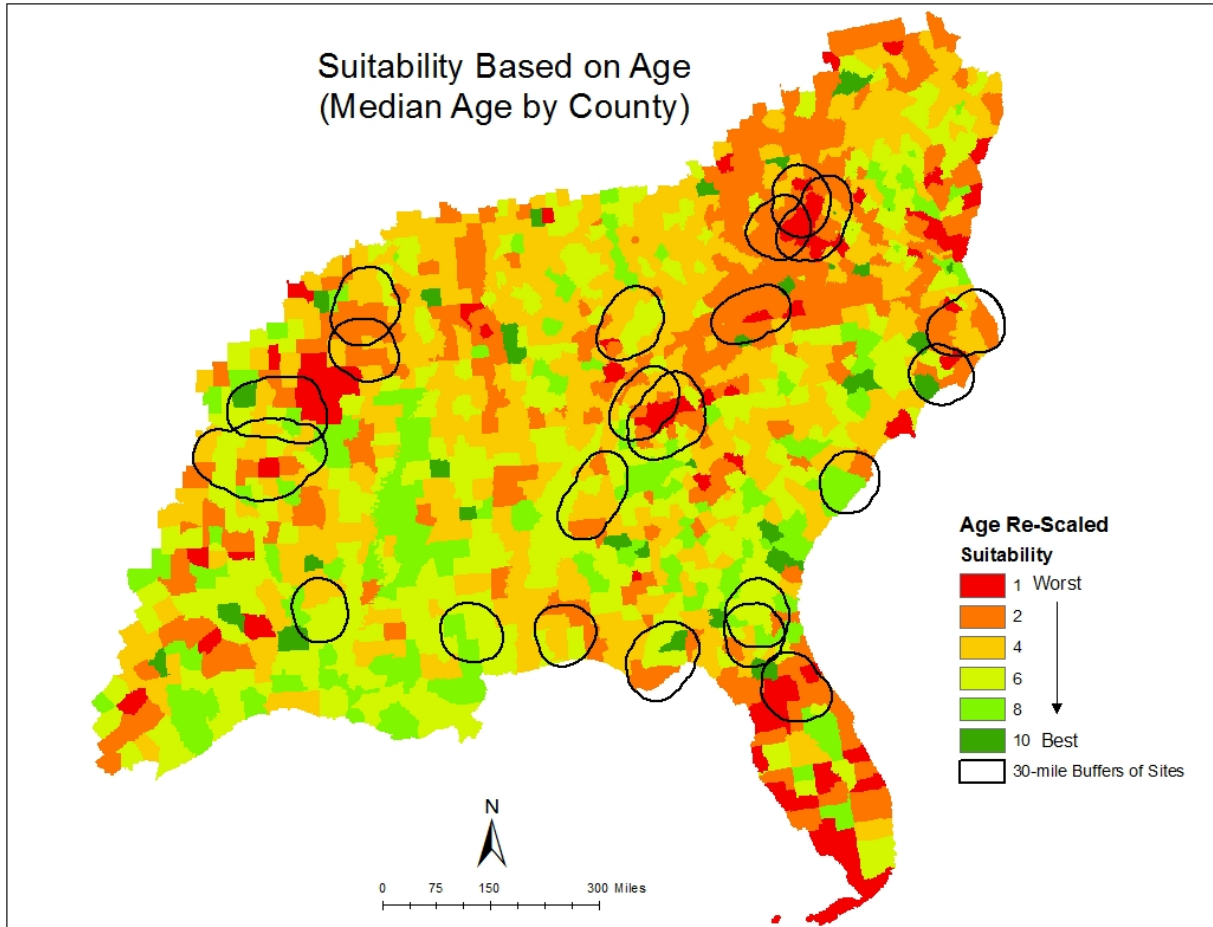 Suitability Based on Age
(Median Age by County)
Age Re-Scaled
Suitability
1 Worst
2
4
6
8
10 Best
30-mile Buffers of Sites
N
0 75 150 300 Miles